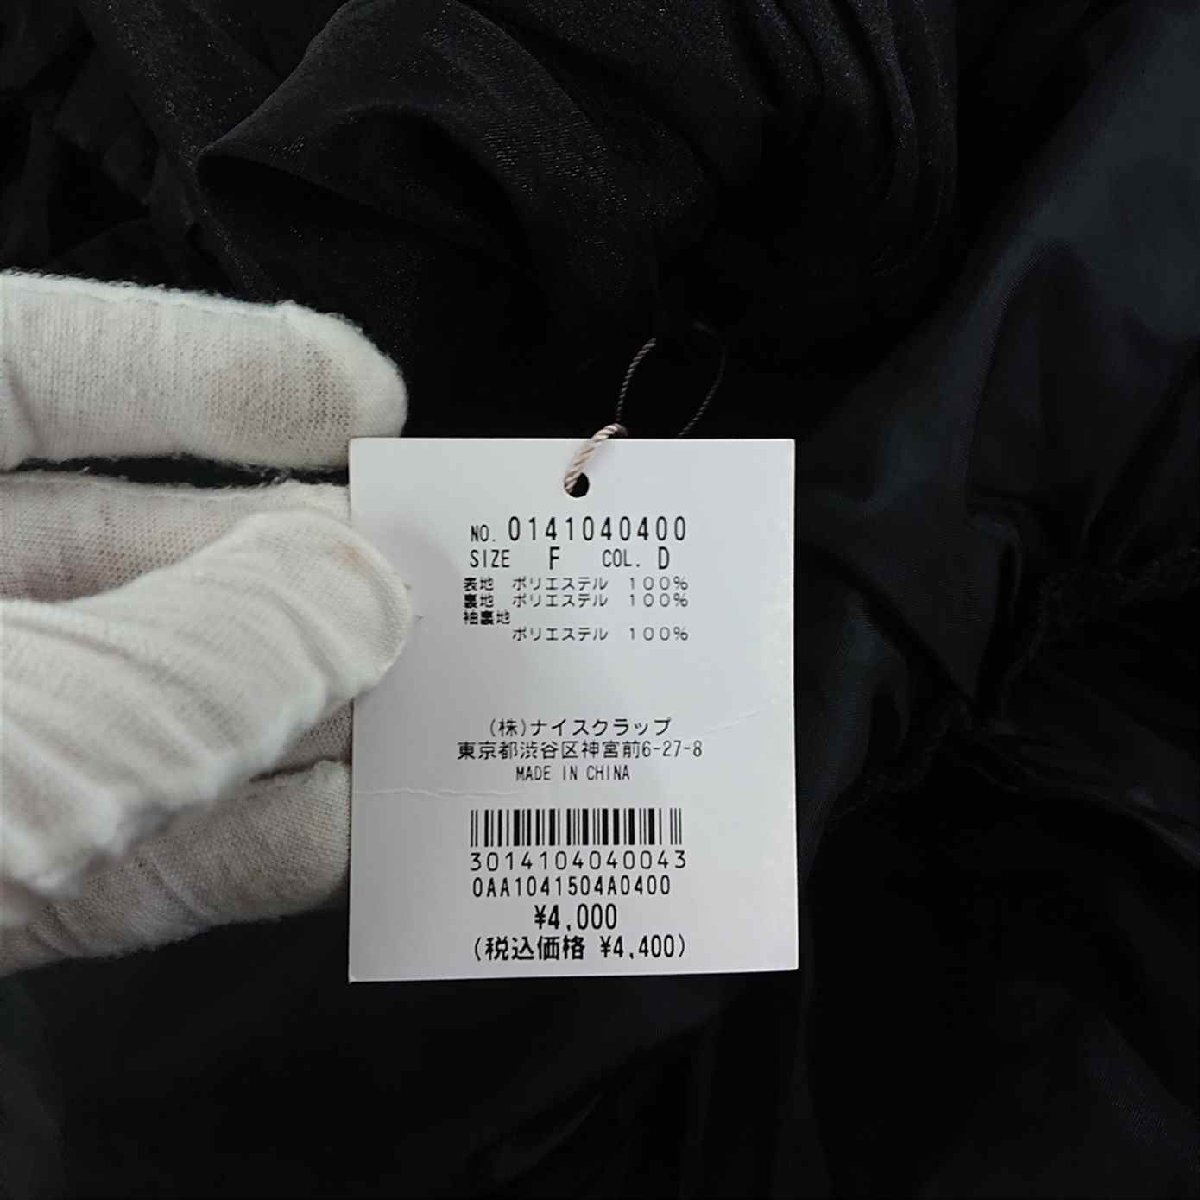 NO. 0141040400
SIZE F COL. D
表地 ポリエステル 100%
裏地 ポリエステル 100%
袖裏地
ポリエステル 100%
(株)ナイスクラップ
東京都渋谷区神宮前6-27-8
MADE IN CHINA
3014104040043
0AA1041504A0400
¥4,000
(税込価格 ¥4,400)